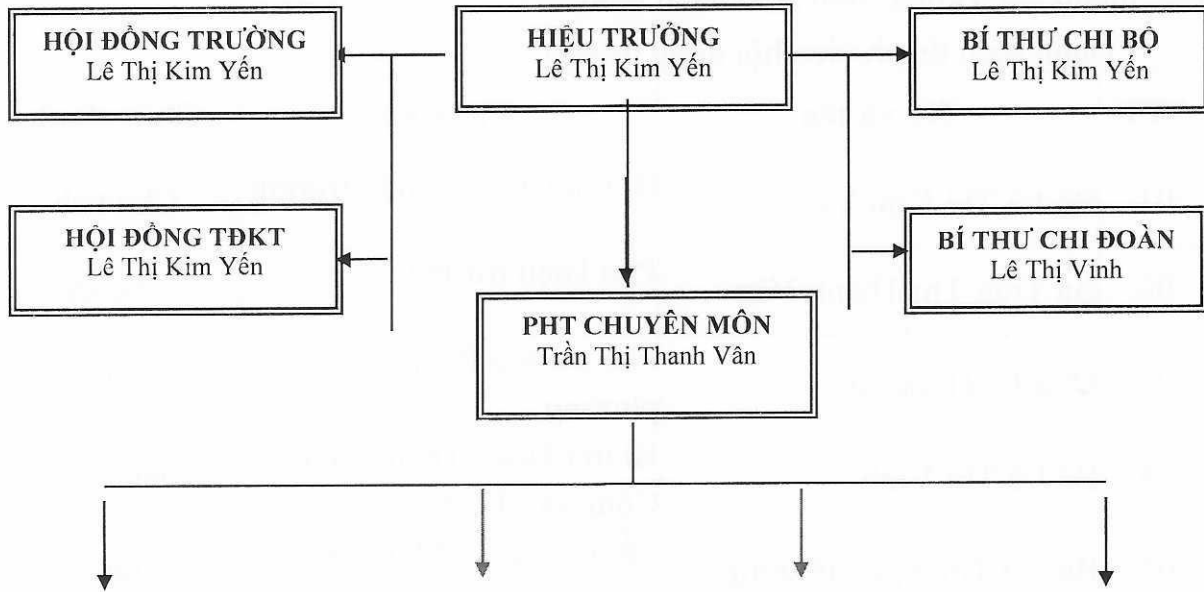 HỘI ĐỒNG TRƯỜNG
Lê Thị Kim Yến
HIỆU TRƯỞNG
Lê Thị Kim Yến
BÍ THƯ CHI BỘ
Lê Thị Kim Yến
HỘI ĐỒNG TĐKT
Lê Thị Kim Yến
BÍ THƯ CHI ĐOÀN
Lê Thị Vinh
PHT CHUYÊN MÔN
Trần Thị Thanh Vân